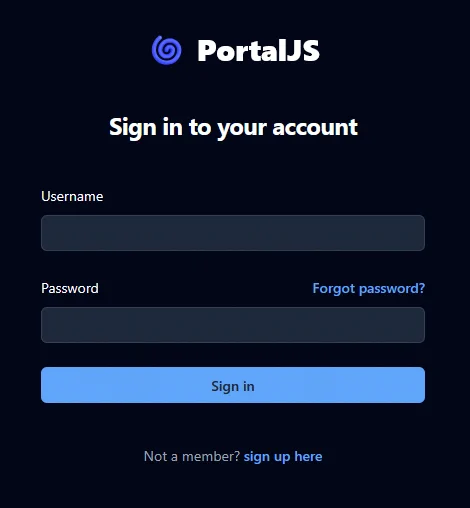 PortalJS
Sign in to your account
Username
Password Forgot password?
Sign in
Not a member? sign up here